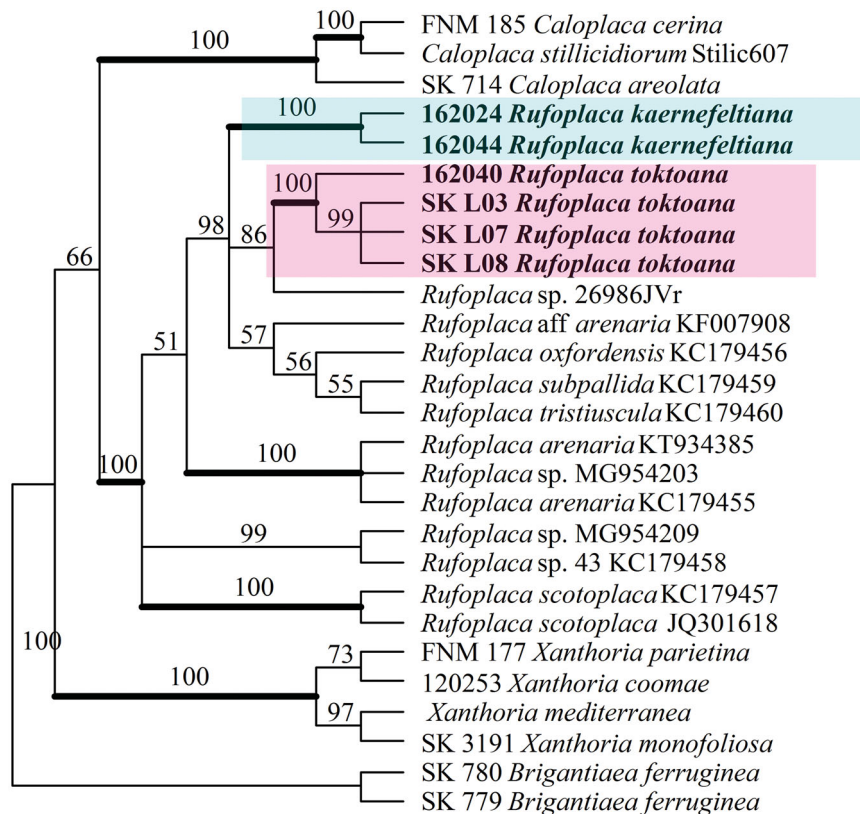 100
FNM 185 Caloplaca cerina
100
Caloplaca stillicidiorum Stilic607
SK 714 Caloplaca areolata
100
162024 Rufoplaca kaernefeltiana
162044 Rufoplaca kaernefeltiana
100
162040 Rufoplaca toktoana
SK L03 Rufoplaca toktoana
98 86 99
SK L07 Rufoplaca toktoana
66
SK L08 Rufoplaca toktoana
Rufoplaca sp. 26986JVr
57
Rufoplaca aff arenaria KF007908
51 56
Rufoplaca oxfordensis KC179456
55
Rufoplaca subpallida KC179459
Rufoplaca tristiuscula KC179460
Rufoplaca arenaria KT934385
100 100
Rufoplaca sp. MG954203
Rufoplaca arenaria KC179455
99
Rufoplaca sp. MG954209
Rufoplaca sp. 43 KC179458
100
Rufoplaca scotoplaca KC179457
Rufoplaca scotoplaca JQ301618
100 73
FNM 177 Xanthoria parietina
100
120253 Xanthoria coomae
97
Xanthoria mediterranea
SK 3191 Xanthoria monofoliosa
SK 780 Brigantiaea ferruginea
SK 779 Brigantiaea ferruginea